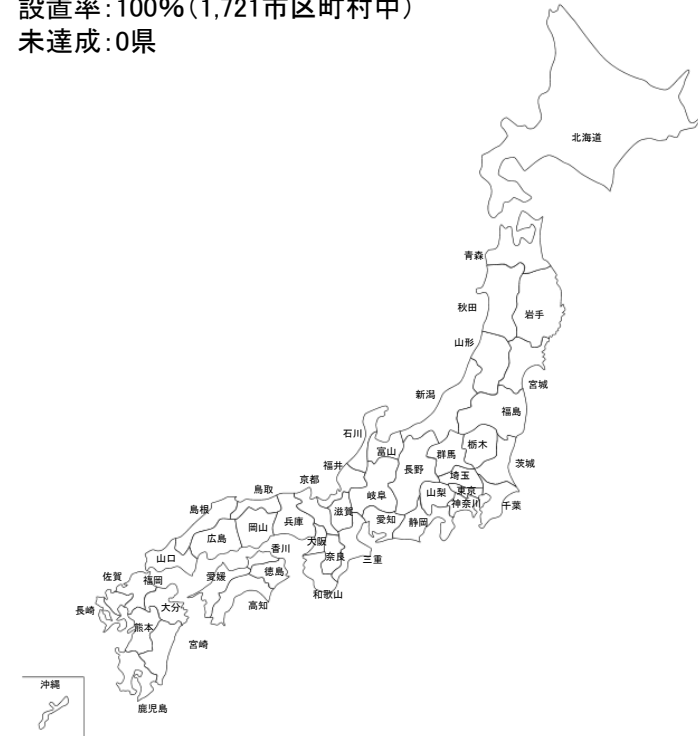 設置率:100%(1,721市区町村中)
未達成:0県
北海道
青森
秋田
岩手
山形
宮城
新潟
福島
石川
富山
群馬
栃木
福井
長野
茨城
京都
埼玉
鳥取
岐阜
山梨
東京
島根
滋賀
神奈川
千葉
岡山
兵庫
愛知
静岡
広島
大阪
香川
奈良
三重
山口
佐賀
福岡
愛媛
徳島
和歌山
長崎
大分
高知
熊本
宮崎
沖縄
鹿児島